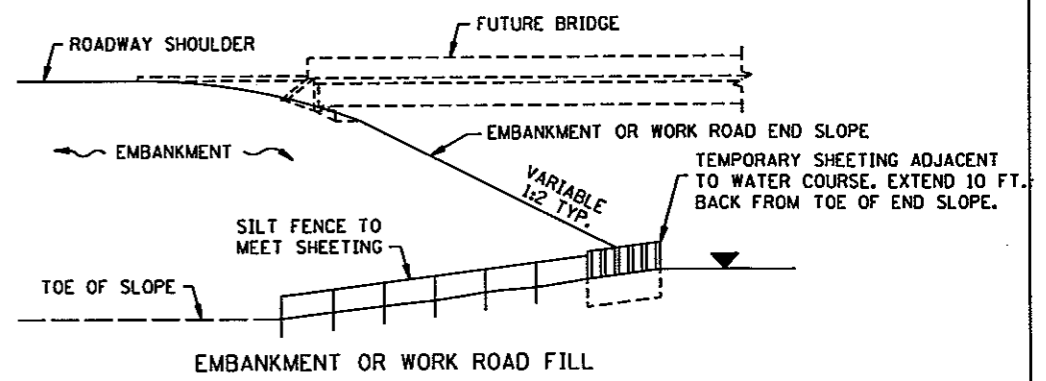 FUTURE BRIDGE
ROADWAY SHOULDER
EMBANKMENT OR WORK ROAD END SLOPE
EMBANKMENT
TEMPORARY SHEETING ADJACENT
TO WATER COURSE. EXTEND 10 FT.
BACK FROM TOE OF END SLOPE.
VARIABLE
1:2 TYP.
SILT FENCE TO
MEET SHEETING
TOE OF SLOPE
EMBANKMENT OR WORK ROAD FILL